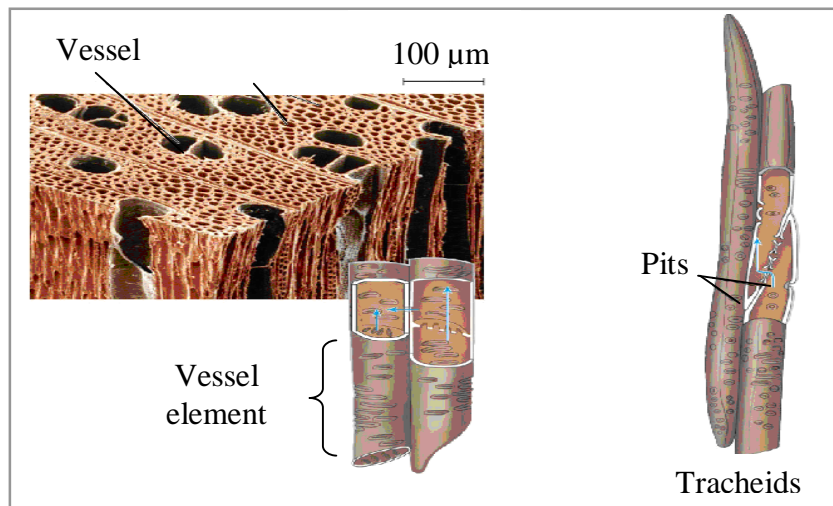 Vessel
100 µm
Pits
Vessel
element
Tracheids